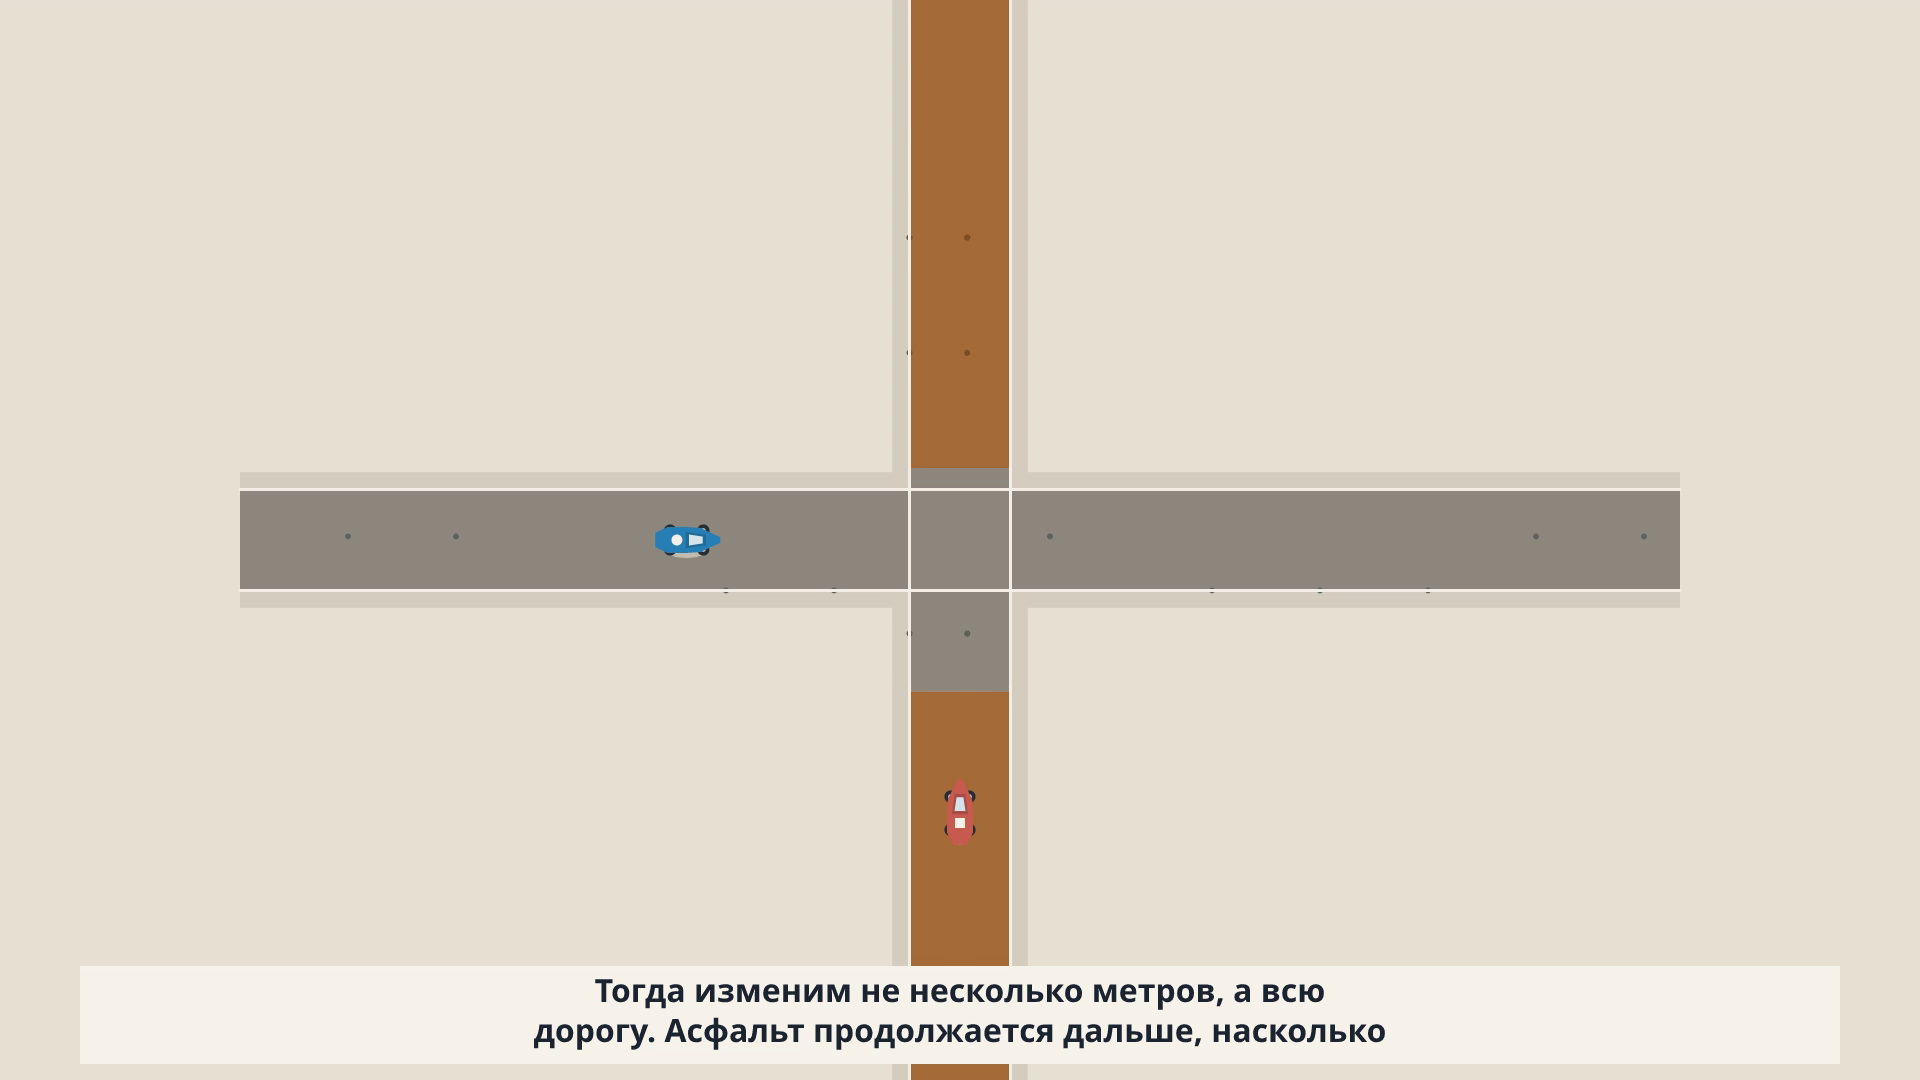 Тогда изменим не несколько метров, а всю
дорогу. Асфальт продолжается дальше, насколько